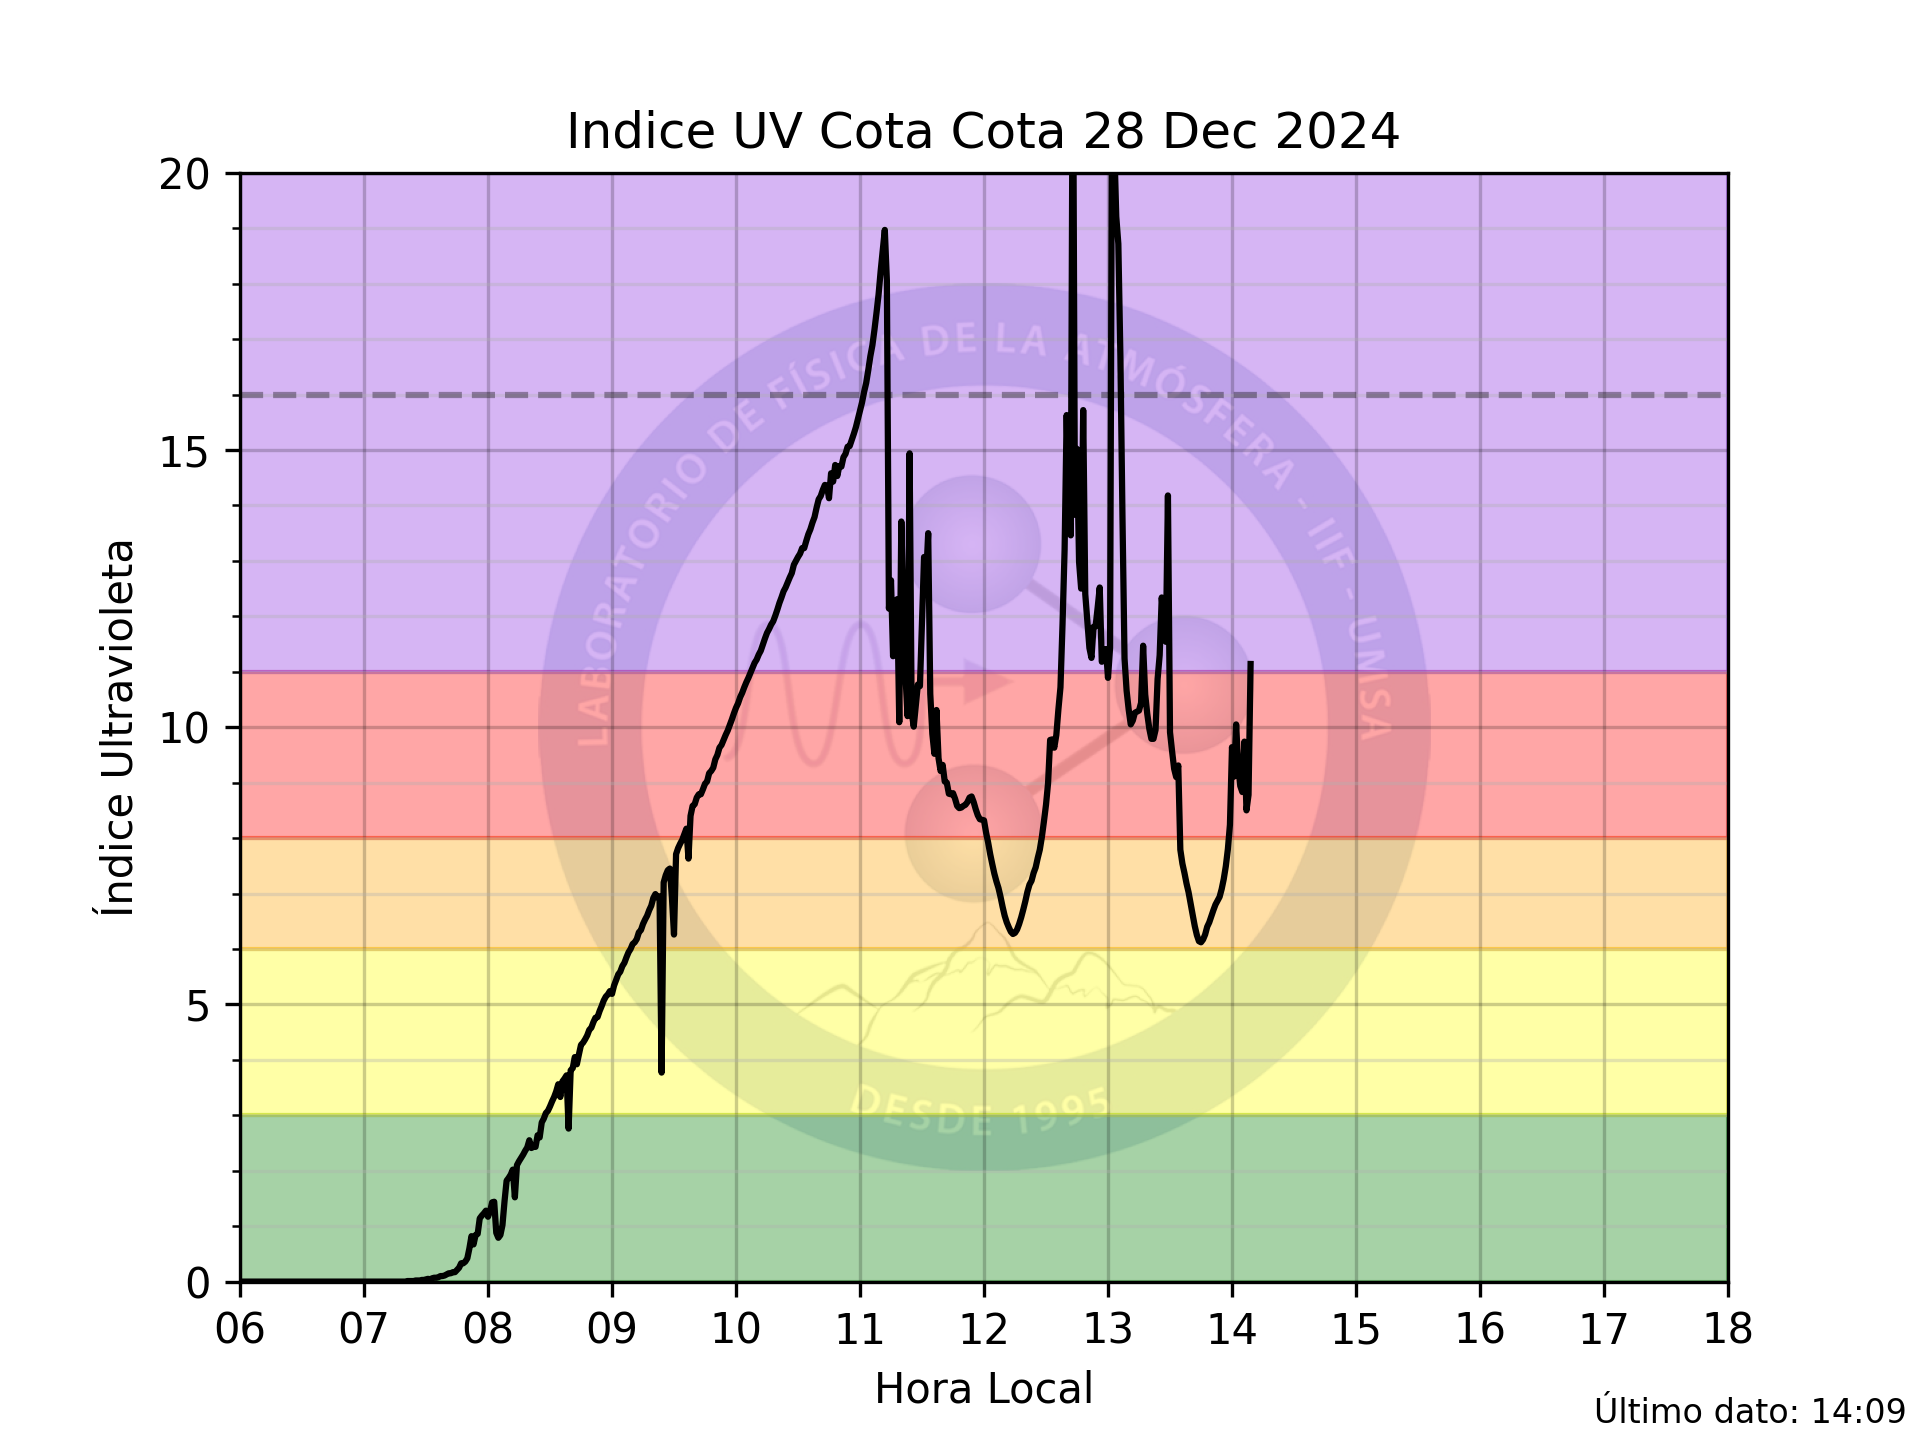 Indice UV Cota Cota 28 Dec 2024
20
15
10
5
0
Índice Ultravioleta
LABORATORIO DE FÍSICA DE LA ATMÓSFERA - IIF - UMSA
DESDE 1995
06 07 08 09 10 11 12 13 14 15 16 17 18
Hora Local
Último dato: 14:09